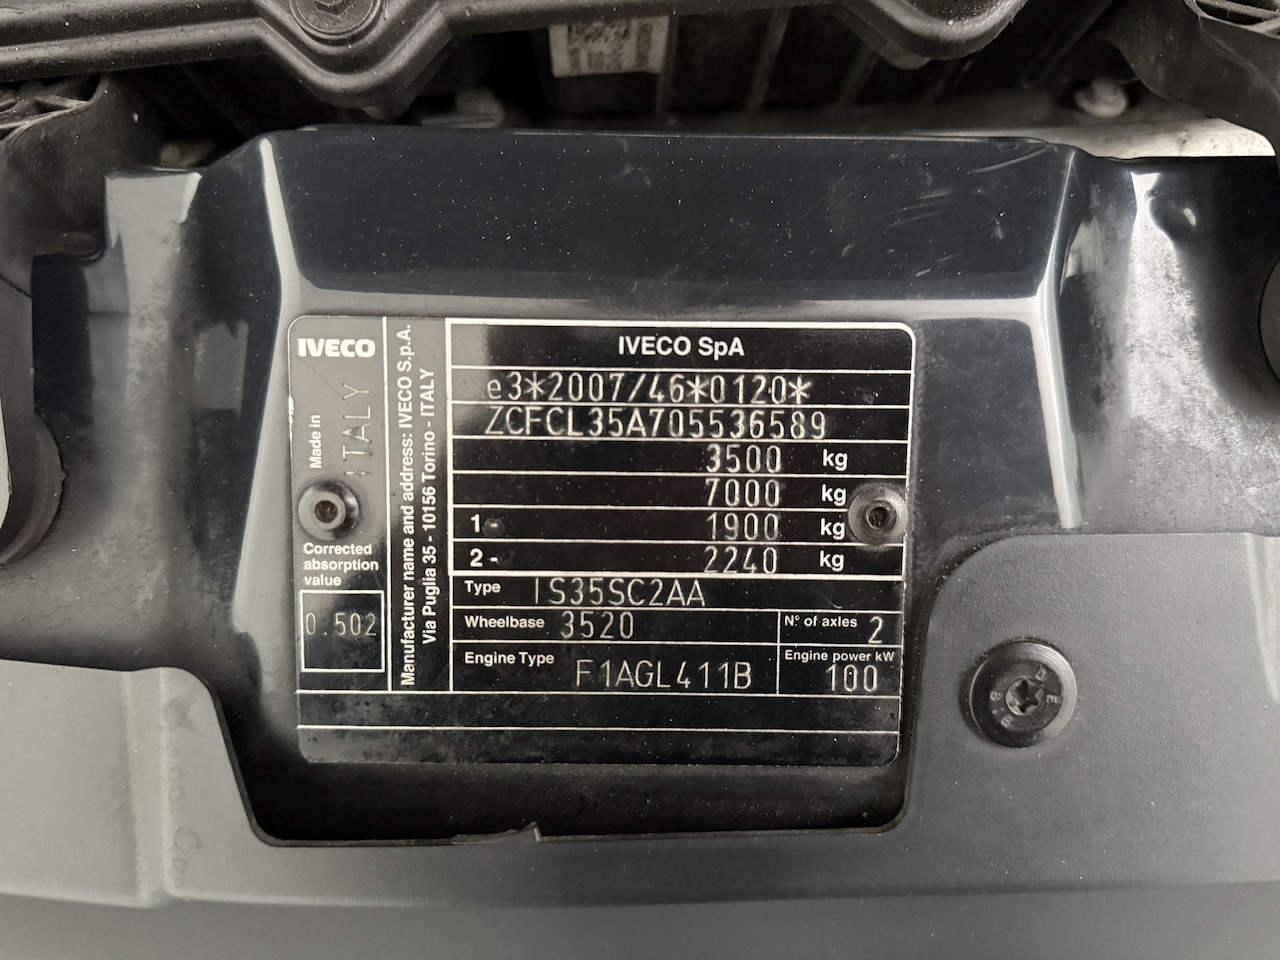 IVECO
Made in
ITALY
Corrected
absorption
value
0.502
Manufacturer name and address: IVECO S.p.A.
Via Puglia 35 - 10156 Torino - ITALY
IVECO SpA
e3*2007/46*0120*
ZCFCL35A705536589
3500 kg
7000 kg
1- 1900 kg
2- 2240 kg
Type IS35SC2AA
Wheelbase 3520
N° of axles 2
Engine Type F1AGL411B
Engine power kW 100